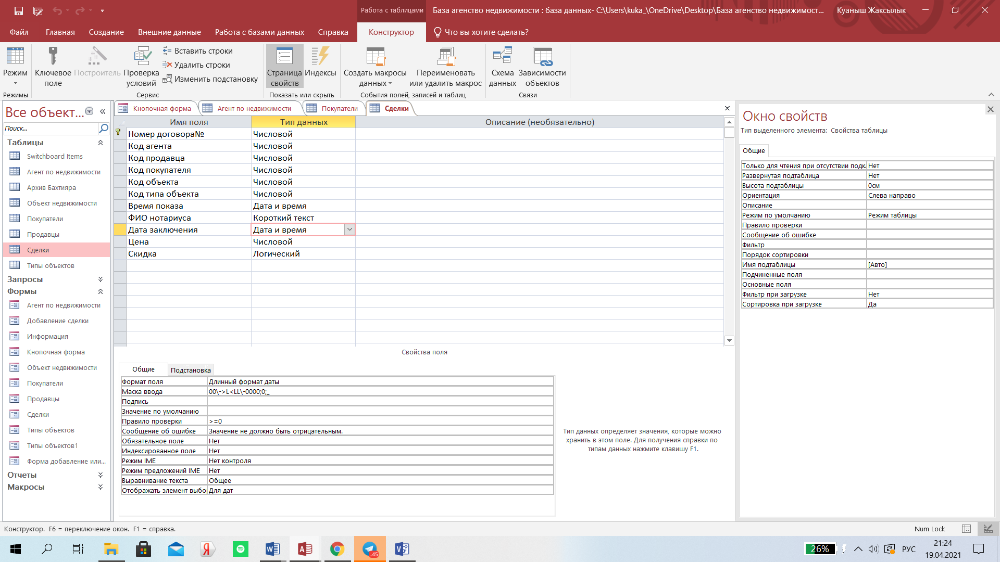 Работа с таблицами
База агенство недвижимости : база данных- C:\Users\kuka_\OneDrive\Desktop\База агенство недвижимост...
Куаныш Жаксылык
Файл
Главная
Создание
Внешние данные
Работа с базами данных
Справка
Конструктор
Что вы хотите сделать?
Режим
Ключевое поле
Построитель
Проверка условий
Вставить строки
Удалить строки
Изменить подстановку
Страница свойств
Индексы
Создать макросы данных
Переименовать или удалить макрос
Схема данных
Зависимости объектов
Режимы
Сервис
Показать или скрыть
События полей, записей и таблиц
Связи
Все объект...
Поиск...
Таблицы
Switchboard Items
Агент по недвижимости
Архив Бахтияра
Объект недвижимости
Покупатели
Продавцы
Сделки
Типы объектов
Запросы
Формы
Агент по недвижимости
Добавление сделки
Информация
Кнопочная форма
Объект недвижимости
Покупатели
Продавцы
Сделки
Типы объектов
Типы объектов1
Форма добавление или...
Отчеты
Макросы
Кнопочная форма
Агент по недвижимости
Покупатели
Сделки
Имя поля Тип данных Описание (необязательно)
Номер договора№ Числовой
Код агента Числовой
Код продавца Числовой
Код покупателя Числовой
Код объекта Числовой
Код типа объекта Числовой
Время показа Дата и время
ФИО нотариуса Короткий текст
Дата заключения Дата и время
Цена Числовой
Скидка Логический
Свойства поля
Общие Подстановка
Формат поля Длинный формат даты
Маска ввода 00\->L<LL\-0000;0;_
Подпись
Значение по умолчанию
Правило проверки >=0
Сообщение об ошибке Значение не должно быть отрицательным.
Обязательное поле Нет
Индексированное поле Нет
Режим IME Нет контроля
Режим предложений IME Нет
Выравнивание текста Общее
Отображать элемент выбо Для дат
Тип данных определяет значения, которые можно
хранить в этом поле. Для получения справки по
типам данных нажмите клавишу F1.
Окно свойств
Тип выделенного элемента: Свойства таблицы
Общие
Только для чтения при отсутствии подк Нет
Развернутая подтаблица Нет
Высота подтаблицы 0см
Ориентация Слева направо
Описание
Режим по умолчанию Режим таблицы
Правило проверки
Сообщение об ошибке
Фильтр
Порядок сортировки
Имя подтаблицы [Авто]
Подчиненные поля
Основные поля
Фильтр при загрузке Нет
Сортировка при загрузке Да
Конструктор. F6 = переключение окон. F1 = справка.
Num Lock
26%
РУС
21:24
19.04.2021
..45